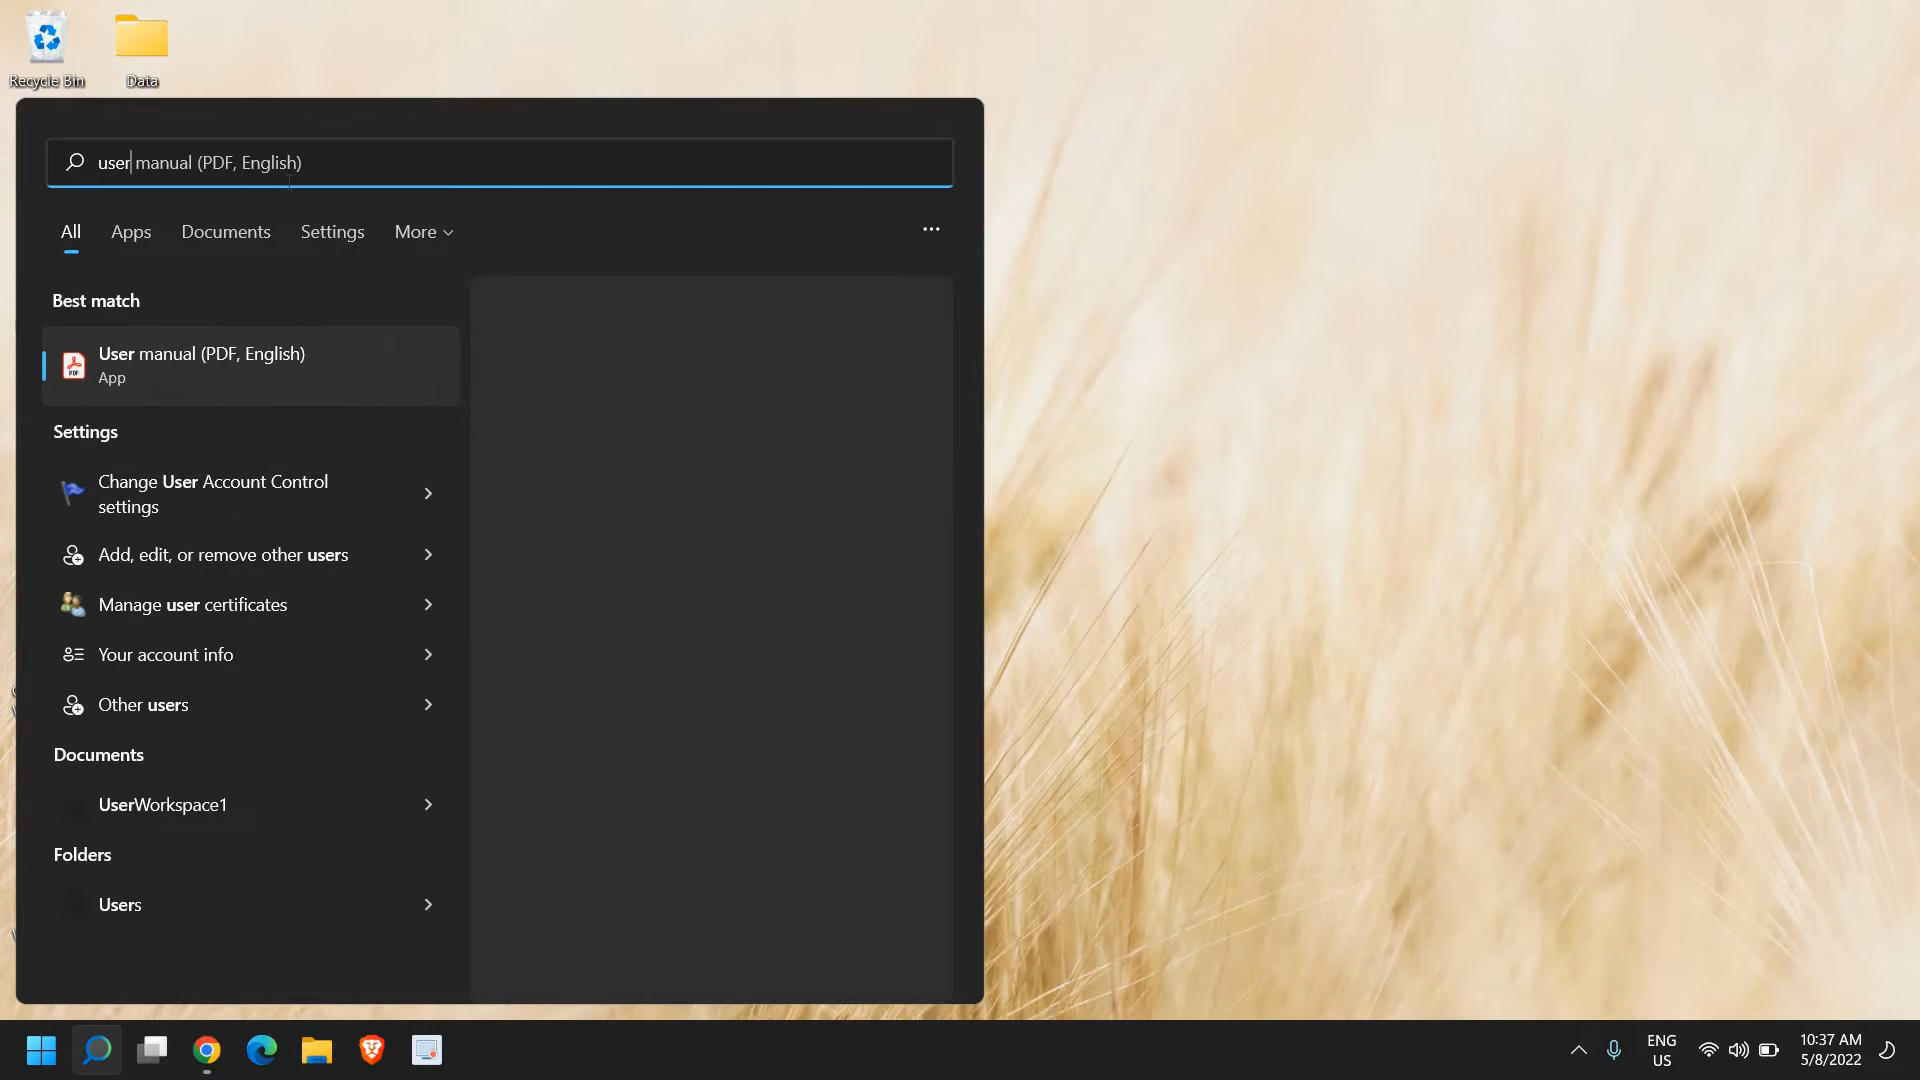 Recycle Bin
Data
user manual (PDF, English)
All
Apps
Documents
Settings
More
Best match
User manual (PDF, English)
App
PDF
Settings
Change User Account Control
settings
Add, edit, or remove other users
Manage user certificates
Your account info
Other users
Documents
UserWorkspace1
Folders
Users
ENG
US
10:37 AM
5/8/2022